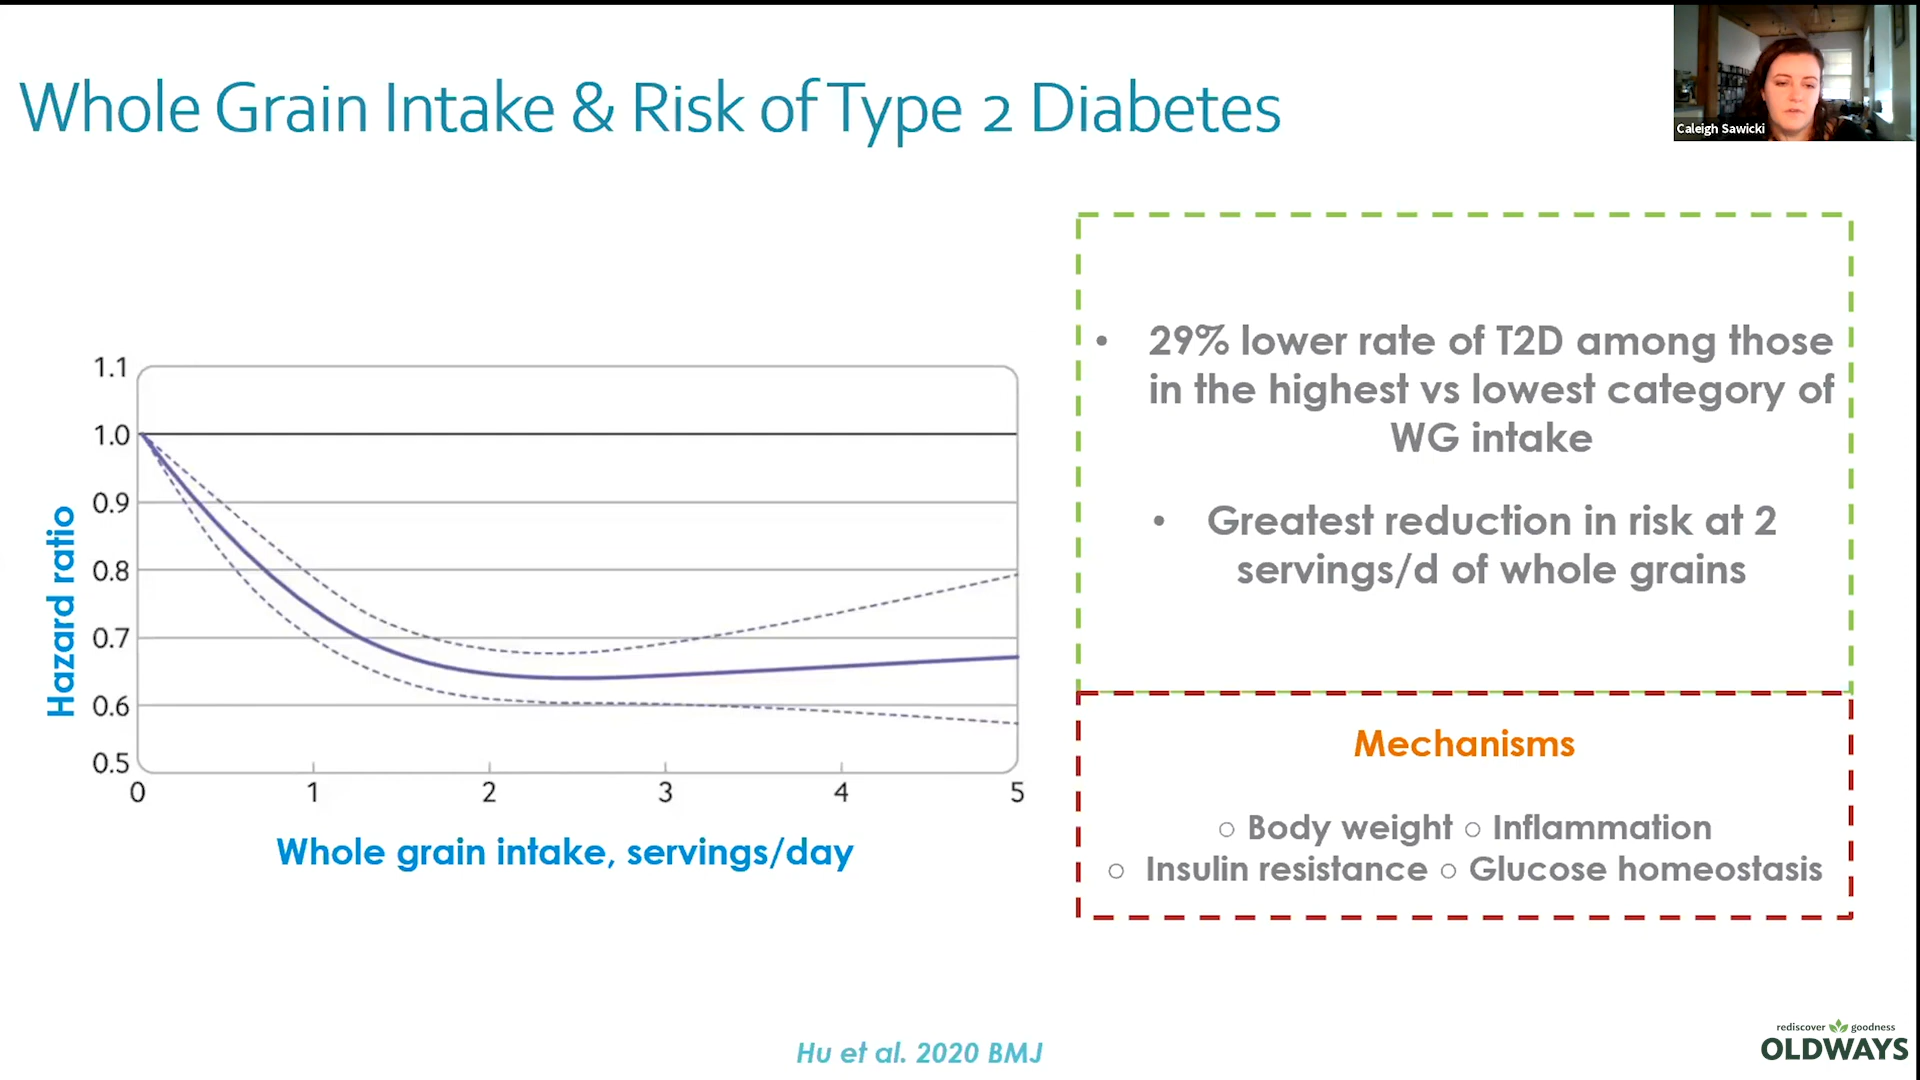 Whole Grain Intake & Risk of Type 2 Diabetes
Caleigh Sawicki
1.1
1.0
0.9
0.8
0.7
0.6
0.5
Hazard ratio
0 1 2 3 4 5
Whole grain intake, servings/day
• 29% lower rate of T2D among those
in the highest vs lowest category of
WG intake
• Greatest reduction in risk at 2
servings/d of whole grains
Mechanisms
○ Body weight ○ Inflammation
○ Insulin resistance ○ Glucose homeostasis
Hu et al. 2020 BMJ
rediscover goodness
OLDWAYS